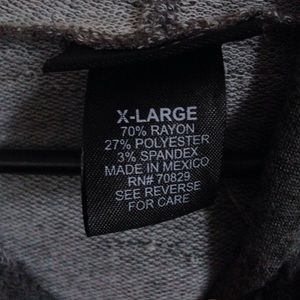 X-LARGE
70% RAYON
27% POLYESTER
3% SPANDEX
MADE IN MEXICO
RN# 70829
SEE REVERSE
FOR CARE